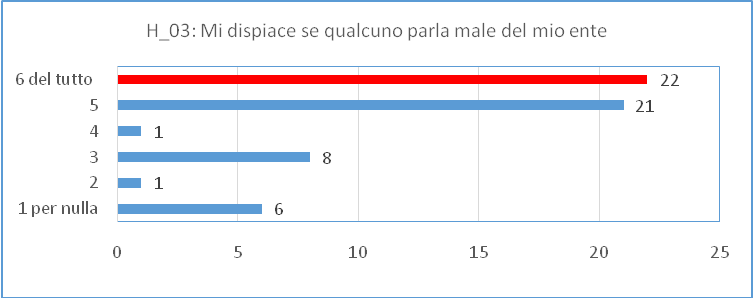 H_03: Mi dispiace se qualcuno parla male del mio ente
6 del tutto 22
5 21
4 1
3 8
2 1
1 per nulla 6
0 5 10 15 20 25